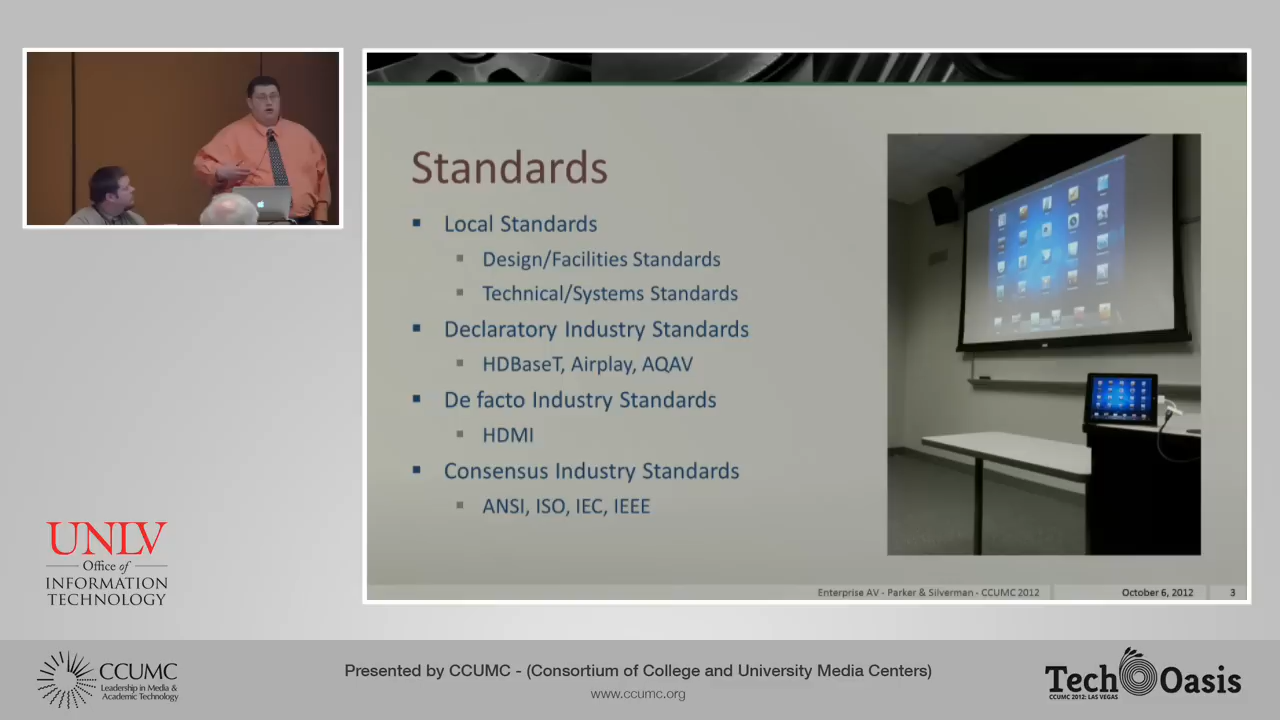 Standards
Local Standards
Design/Facilities Standards
Technical/Systems Standards
Declaratory Industry Standards
HDBaseT, Airplay, AQAV
De facto Industry Standards
HDMI
Consensus Industry Standards
ANSI, ISO, IEC, IEEE
Enterprise AV - Parker & Silverman - CCUMC 2012
October 6, 2012
3
UNLV
Office of
INFORMATION
TECHNOLOGY
CCUMC
Leadership in Media &
Academic Technology
Presented by CCUMC - (Consortium of College and University Media Centers)
www.ccumc.org
Tech Oasis
CCUMC 2012: LAS VEGAS